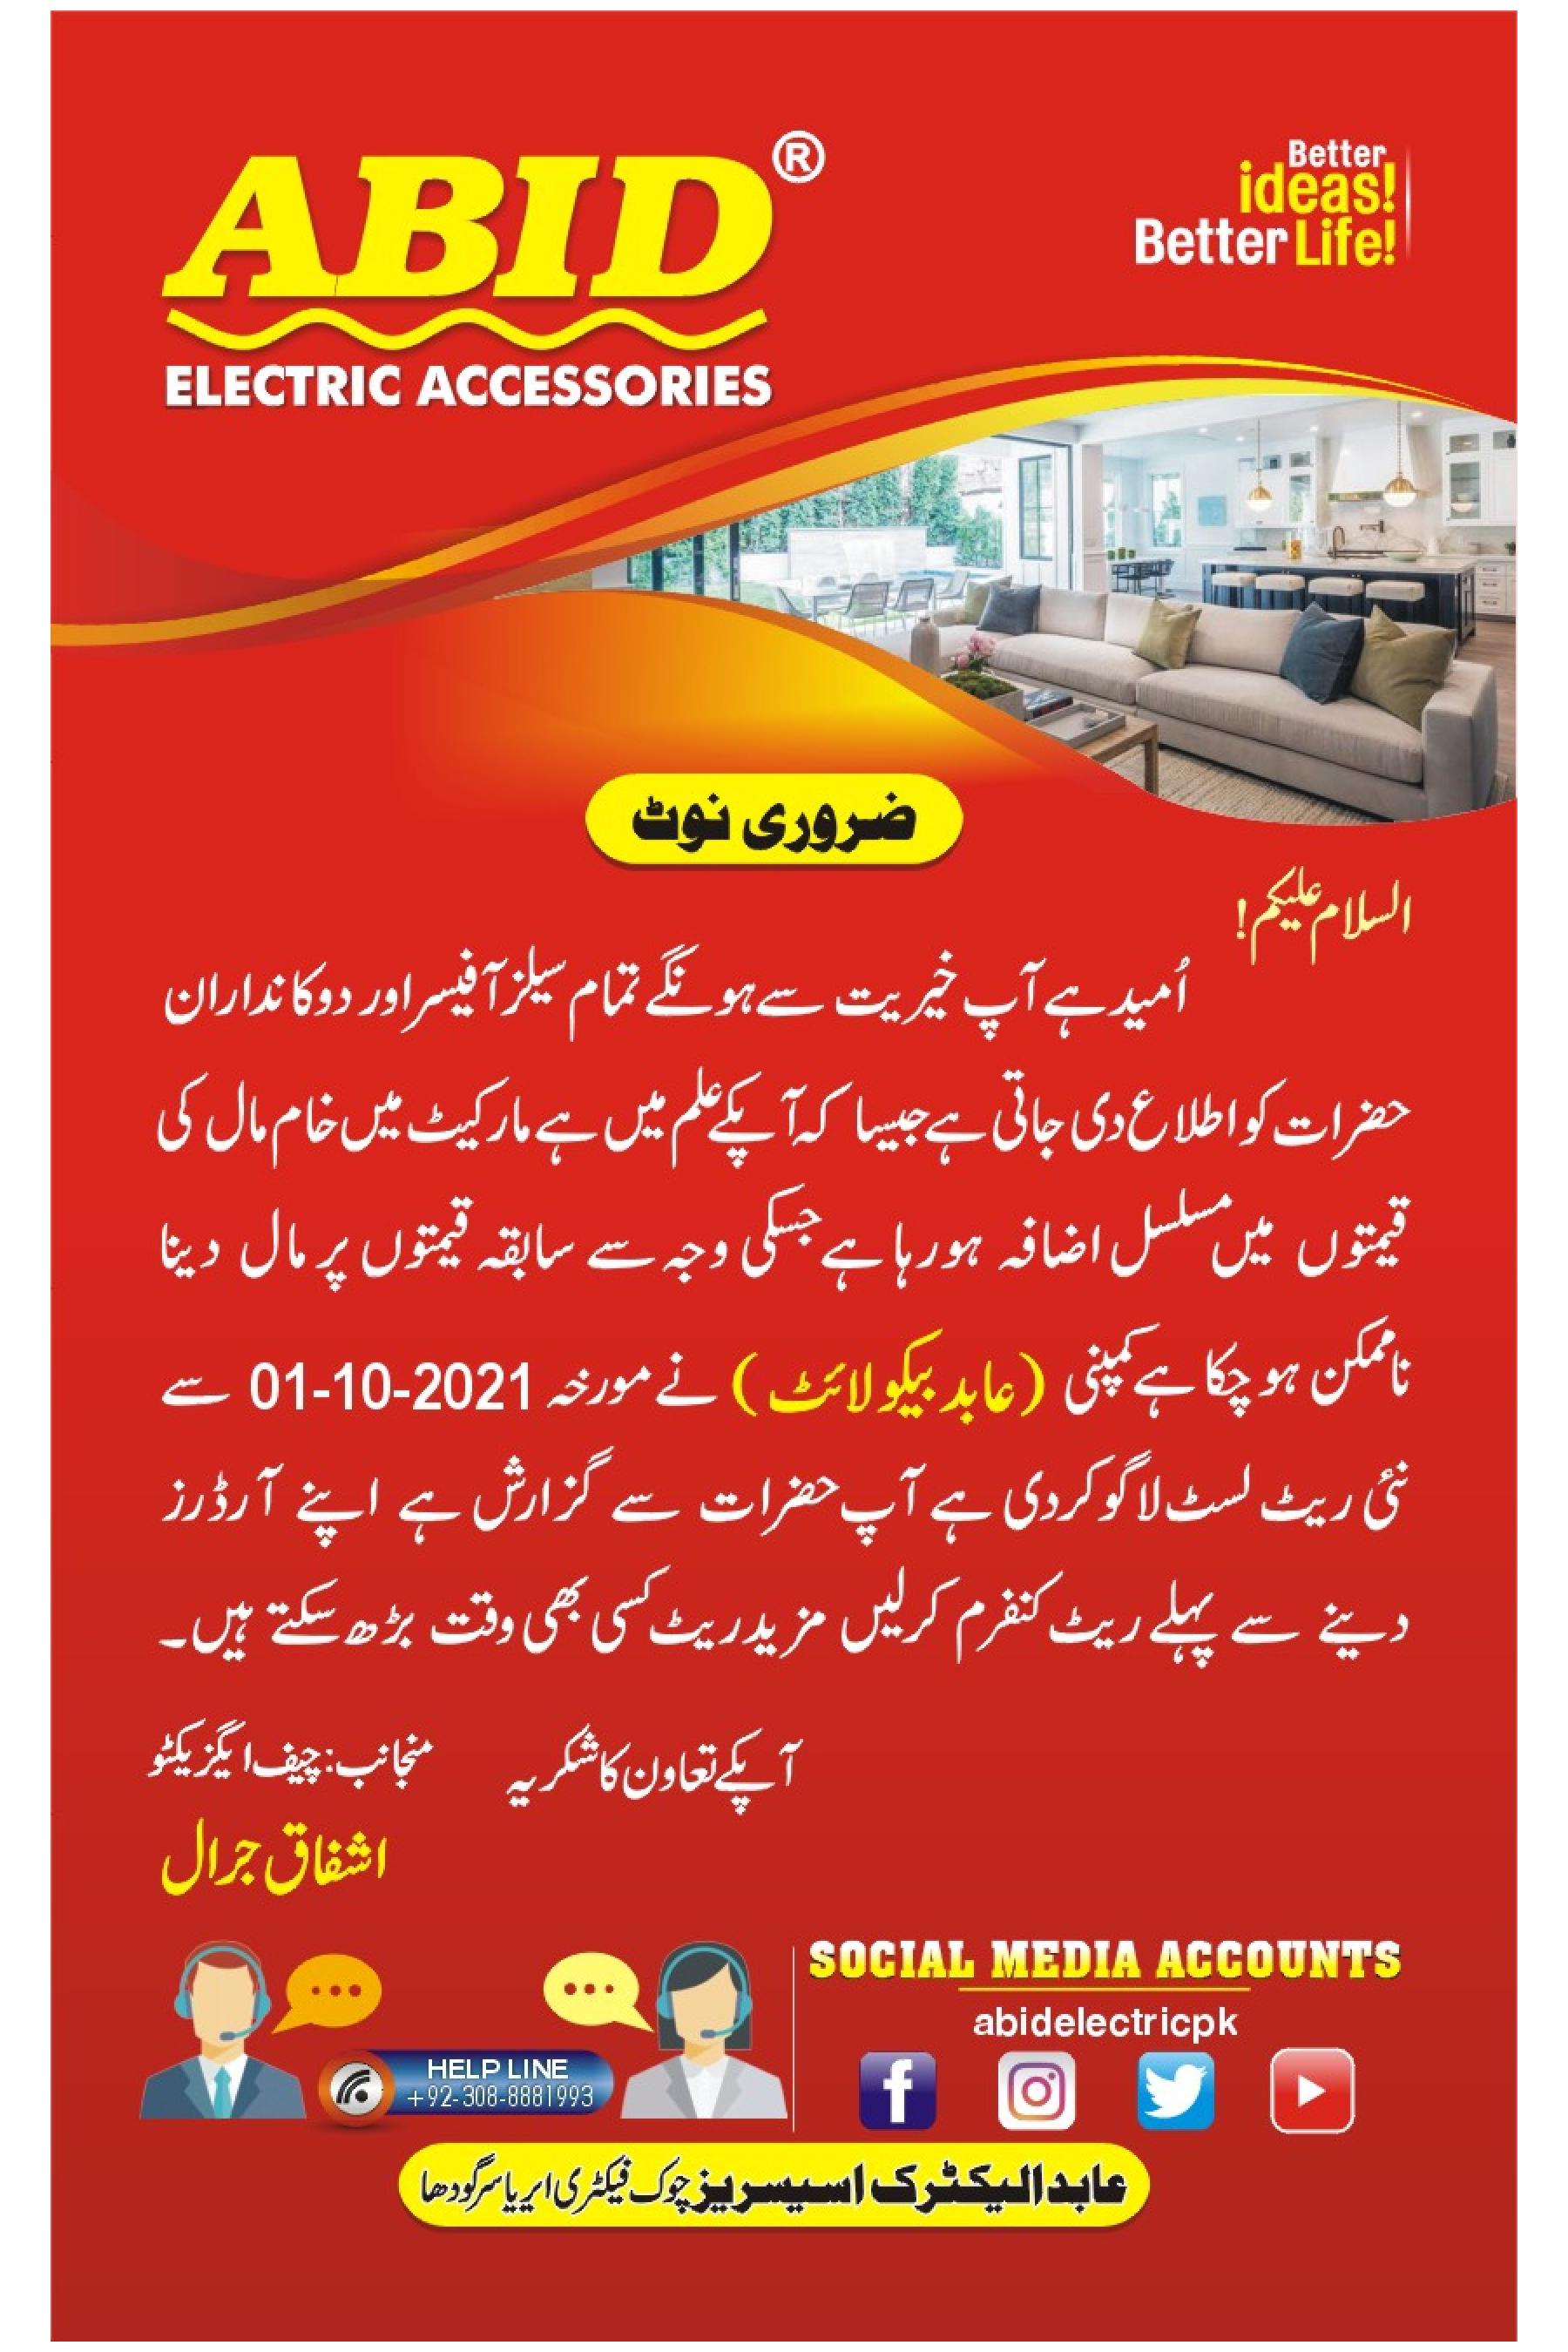 ABID®
ELECTRIC ACCESSORIES
Better
ideas!
Better Life!
ضروری نوٹ
السلام علیکم!
اُمید ہے آپ خیریت سے ہونگے تمام سیلز آفیسر اور دوکانداران
حضرات کو اطلاع دی جاتی ہے جیسا کہ آپکے علم میں ہے مارکیٹ میں خام مال کی
قیمتوں میں مسلسل اضافہ ہورہا ہے جسکی وجہ سے سابقہ قیمتوں پر مال دینا
ناممکن ہو چکا ہے کمپنی (عابد بیکولائٹ) نے مورخہ 01-10-2021 سے
نئی ریٹ لسٹ لاگو کردی ہے آپ حضرات سے گزارش ہے اپنے آرڈرز
دینے سے پہلے ریٹ کنفرم کرلیں مزید ریٹ کسی بھی وقت بڑھ سکتے ہیں۔
آپکے تعاون کا شکریہ
منجانب: چیف ایگزیکٹو
اشفاق جرال
HELP LINE
+92-308-8881993
SOCIAL MEDIA ACCOUNTS
abidelectricpk
عابد الیکٹرک اسیسریز چوک فیکٹری ایریا سرگودھا